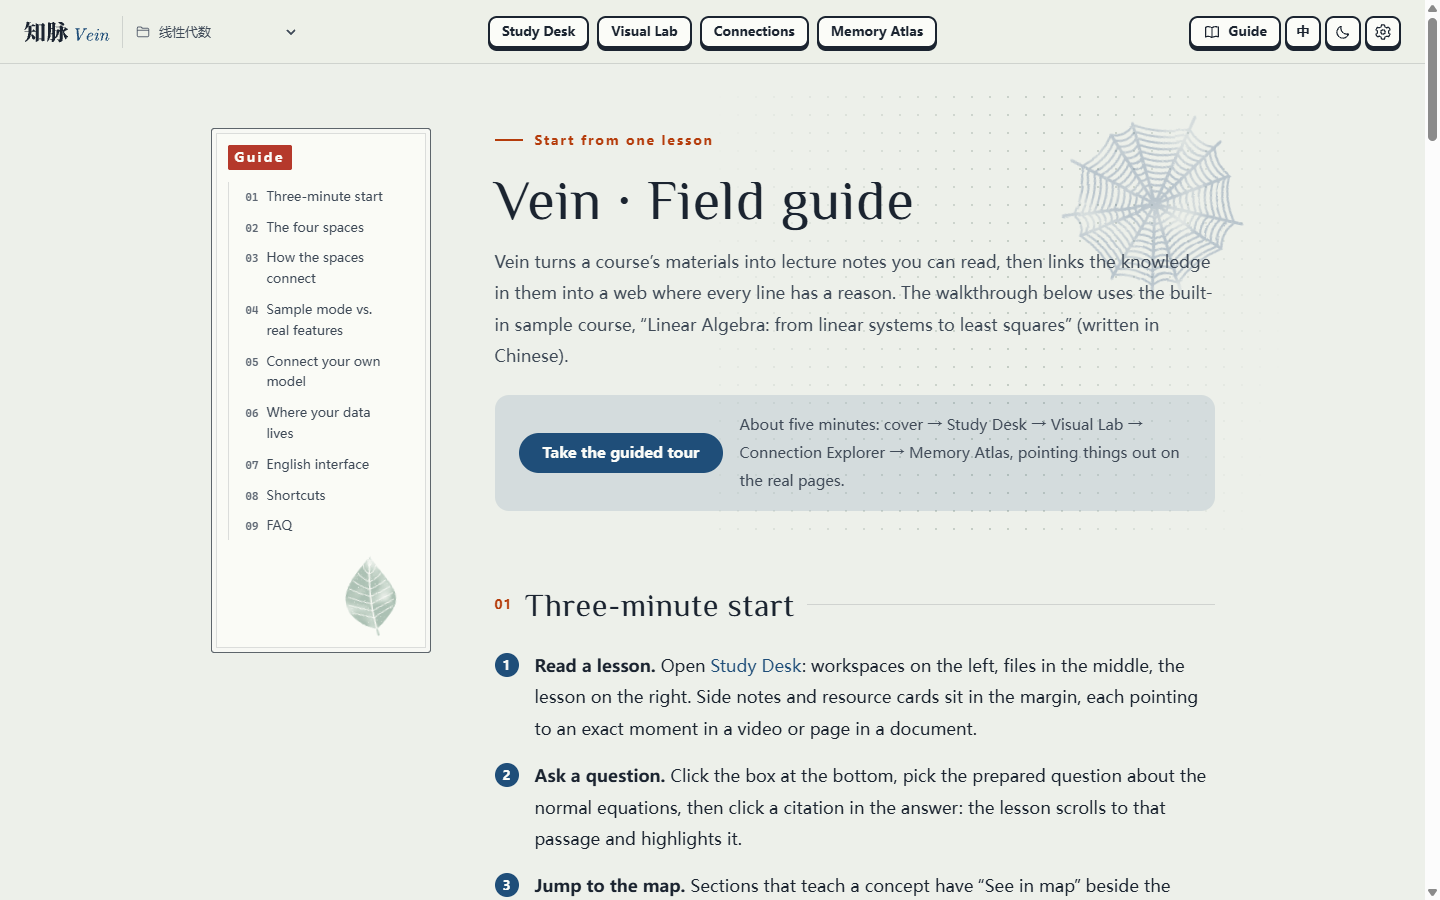 知脉 Vein
线性代数
Study Desk
Visual Lab
Connections
Memory Atlas
Guide
中
Guide
01 Three-minute start
02 The four spaces
03 How the spaces
connect
04 Sample mode vs.
real features
05 Connect your own
model
06 Where your data
lives
07 English interface
08 Shortcuts
09 FAQ
Start from one lesson
Vein · Field guide
Vein turns a course’s materials into lecture notes you can read, then links the knowledge
in them into a web where every line has a reason. The walkthrough below uses the built-
in sample course, “Linear Algebra: from linear systems to least squares” (written in
Chinese).
Take the guided tour
About five minutes: cover → Study Desk → Visual Lab →
Connection Explorer → Memory Atlas, pointing things out on
the real pages.
01 Three-minute start
1 Read a lesson. Open Study Desk: workspaces on the left, files in the middle, the
lesson on the right. Side notes and resource cards sit in the margin, each pointing
to an exact moment in a video or page in a document.
2 Ask a question. Click the box at the bottom, pick the prepared question about the
normal equations, then click a citation in the answer: the lesson scrolls to that
passage and highlights it.
3 Jump to the map. Sections that teach a concept have “See in map” beside the